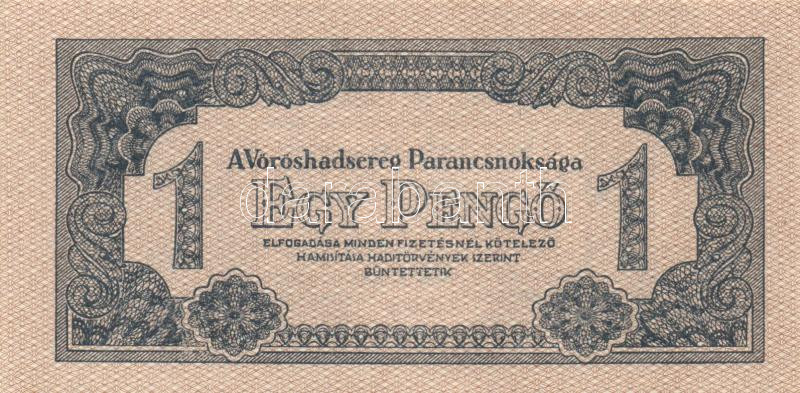 A Vöröshadsereg Parancsnoksága
1 EGY PENGŐ 1
ELFOGADÁSA MINDEN FIZETÉSNÉL KÖTELEZŐ
HAMISÍTÁSA HADITÖRVÉNYEK SZERINT
BÜNTETTETIK